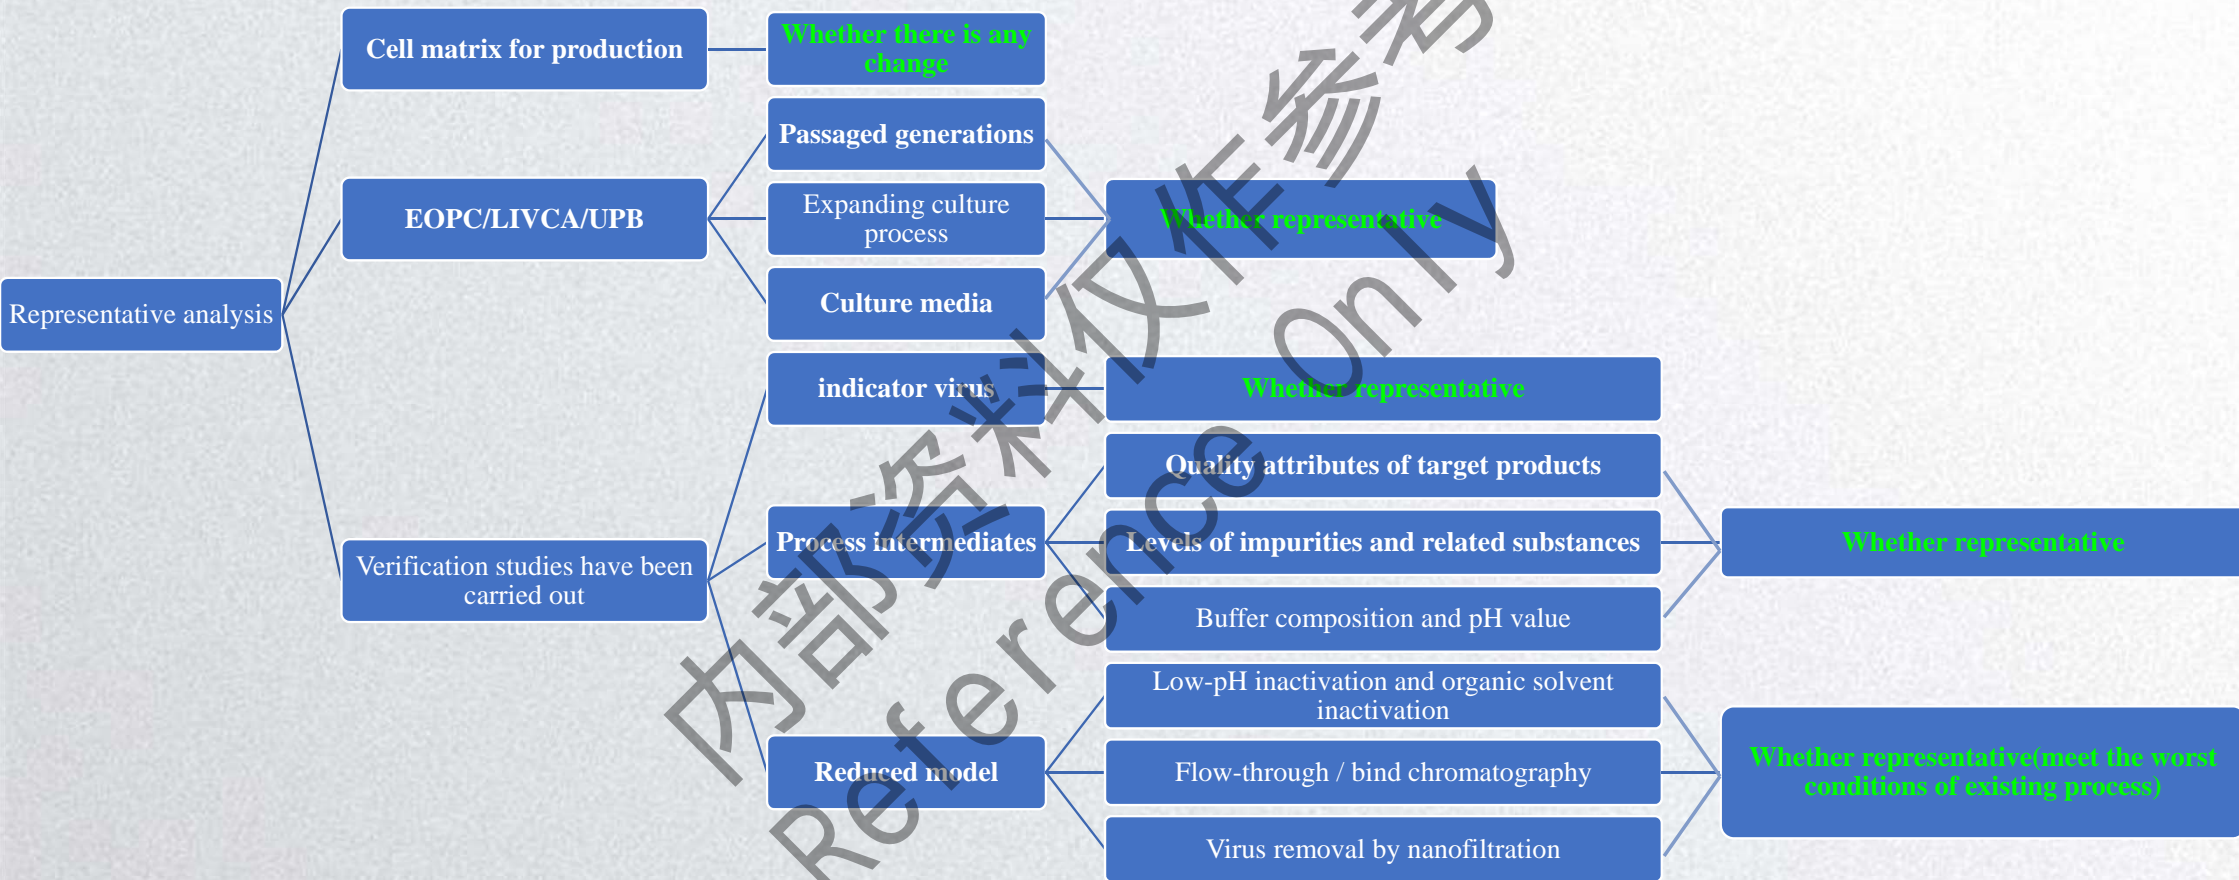 Representative analysis
Cell matrix for production
Whether there is any
change
EOPC/LIVCA/UPB
Passaged generations
Expanding culture
process
Culture media
Whether representative
Verification studies have been
carried out
indicator virus
Whether representative
Process intermediates
Quality attributes of target products
Levels of impurities and related substances
Buffer composition and pH value
Whether representative
Reduced model
Low-pH inactivation and organic solvent
inactivation
Flow-through / bind chromatography
Virus removal by nanofiltration
Whether representative(meet the worst
conditions of existing process)
内部资料仅作参考
Reference Only